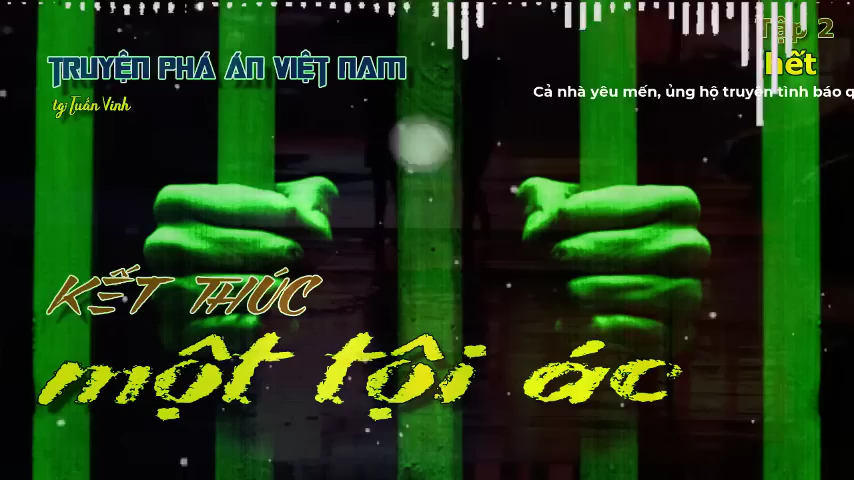 TRUYỆN PHÁ ÁN VIỆT NAM
tg: Tuấn Vinh
Tập 2
hết
Cả nhà yêu mến, ủng hộ truyện tình báo q
KẾT THÚC
một tội ác